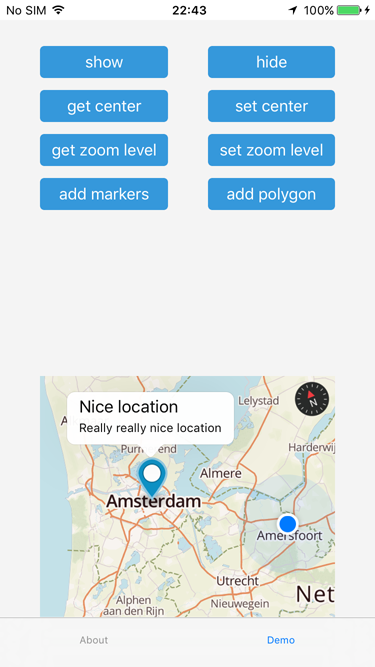 No SIM 22:43 100%
show hide
get center set center
get zoom level set zoom level
add markers add polygon
Lelystad
N
Nice location
Really really nice location
Harderwij
Almere
Amsterdam
Amersfoort
Utrecht
Net
Alphen
aan den Rijn
Nieuwegein
About Demo